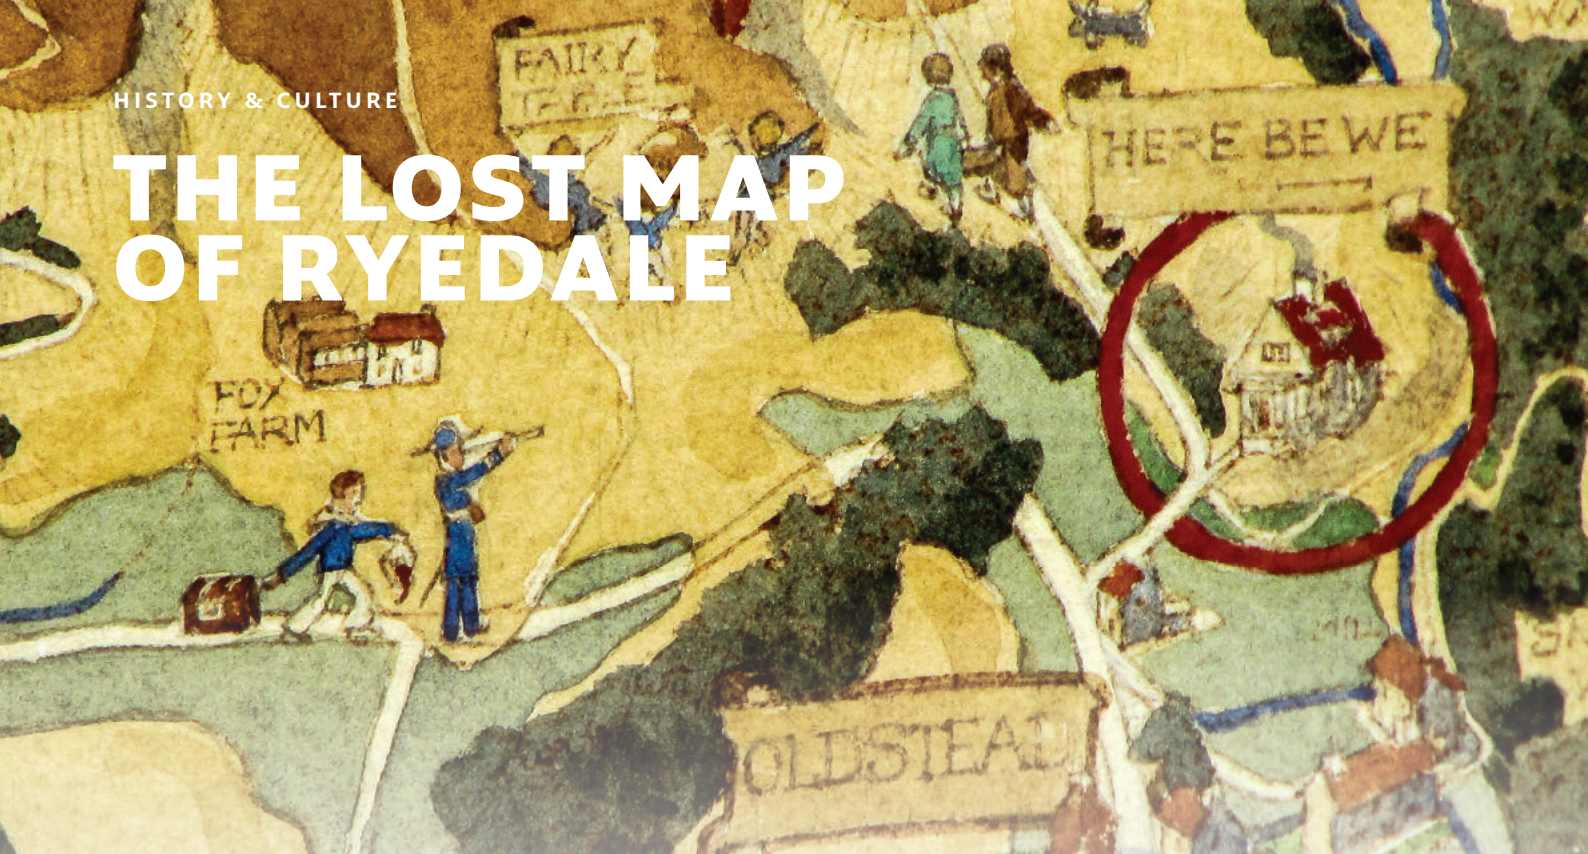 HISTORY & CULTURE
THE LOST MAP
OF RYEDALE
FAIRY
HERE BE WE
FOX
FARM
OLDSTEAD